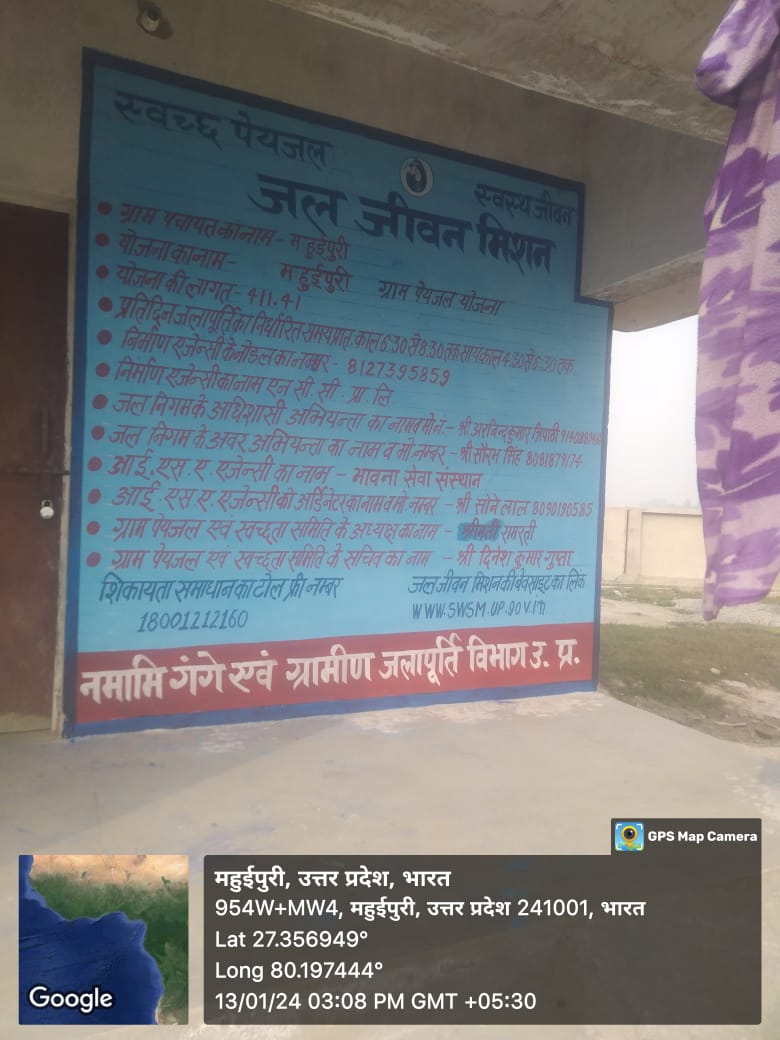 स्वच्छ पेयजल
स्वस्थ जीवन
जल जीवन मिशन
ग्राम पंचायत का नाम - महुईपुरी
योजना का नाम - महुईपुरी ग्राम पेयजल योजना
योजना की लागत - 411.41
प्रतिदिन जलापूर्ति का निर्धारित समय प्रातः काल 6:30 से 8:30 तक सायंकाल 4:30 से 6:30 तक
निर्माण एजेन्सी के नोडल का नम्बर - 8127395859
निर्माण एजेन्सी का नाम एन. सी. सी. प्रा. लि.
जल निगम के अधिशासी अभियन्ता का नाम व मो नं. - श्री अरविन्द कुमार त्रिपाठी
जल निगम के अवर अभियन्ता का नाम व मो नम्बर - श्री सौरभ सिंह 8081879174
आई. एस. ए. एजेन्सी का नाम - भावना सेवा संस्थान
आई. एस. ए. एजेन्सी कोआर्डिनेटर का नाम व मो नम्बर - श्री सोने लाल 8090190585
ग्राम पेयजल एवं स्वच्छता समिति के अध्यक्ष का नाम - श्रीमती रामरती
ग्राम पेयजल एवं स्वच्छता समिति के सचिव का नाम - श्री दिनेश कुमार गुप्ता
शिकायता समाधान का टोल फ्री नम्बर
18001212160
जल जीवन मिशन की वेवसाइट का लिंक
WWW.SWSM.UP.GOV.IN
नमामि गंगे एवं ग्रामीण जलापूर्ति विभाग उ. प्र.
GPS Map Camera
महुईपुरी, उत्तर प्रदेश, भारत
954W+MW4, महुईपुरी, उत्तर प्रदेश 241001, भारत
Lat 27.356949°
Long 80.197444°
13/01/24 03:08 PM GMT +05:30
Google